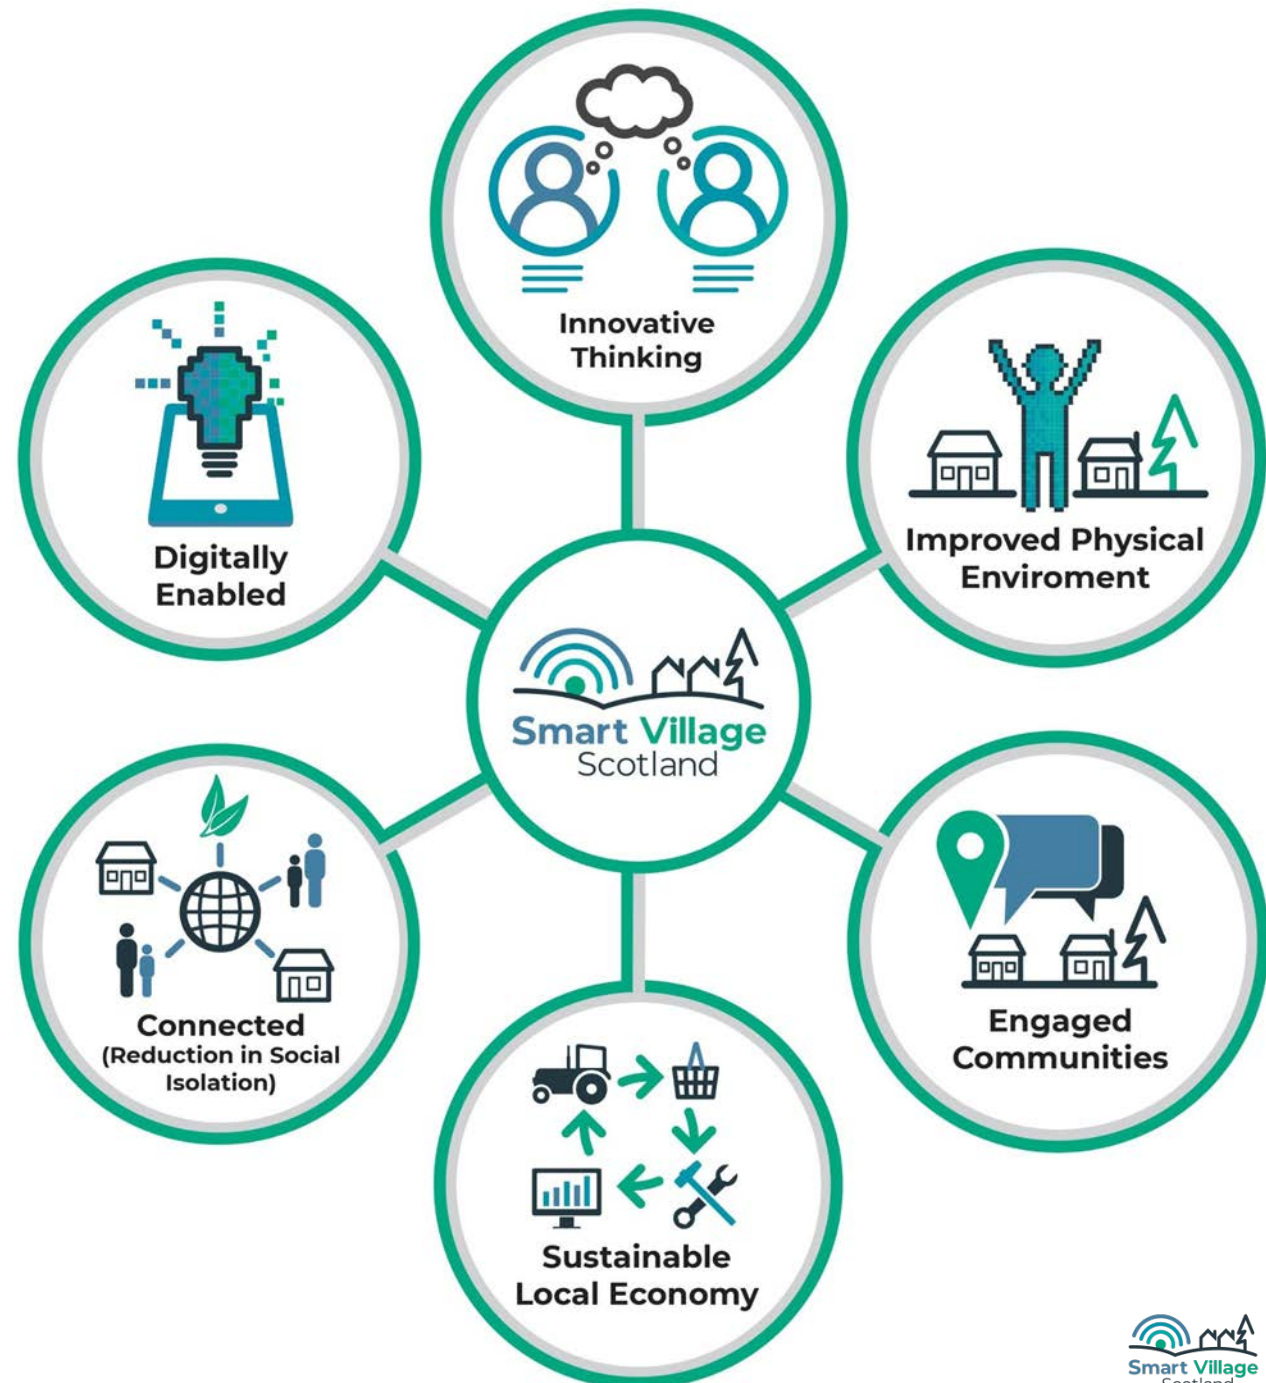 Innovative
Thinking
Digitally
Enabled
Improved Physical
Enviroment
Smart Village
Scotland
Connected
(Reduction in Social
Isolation)
Engaged
Communities
Sustainable
Local Economy
Smart Village
Scotland